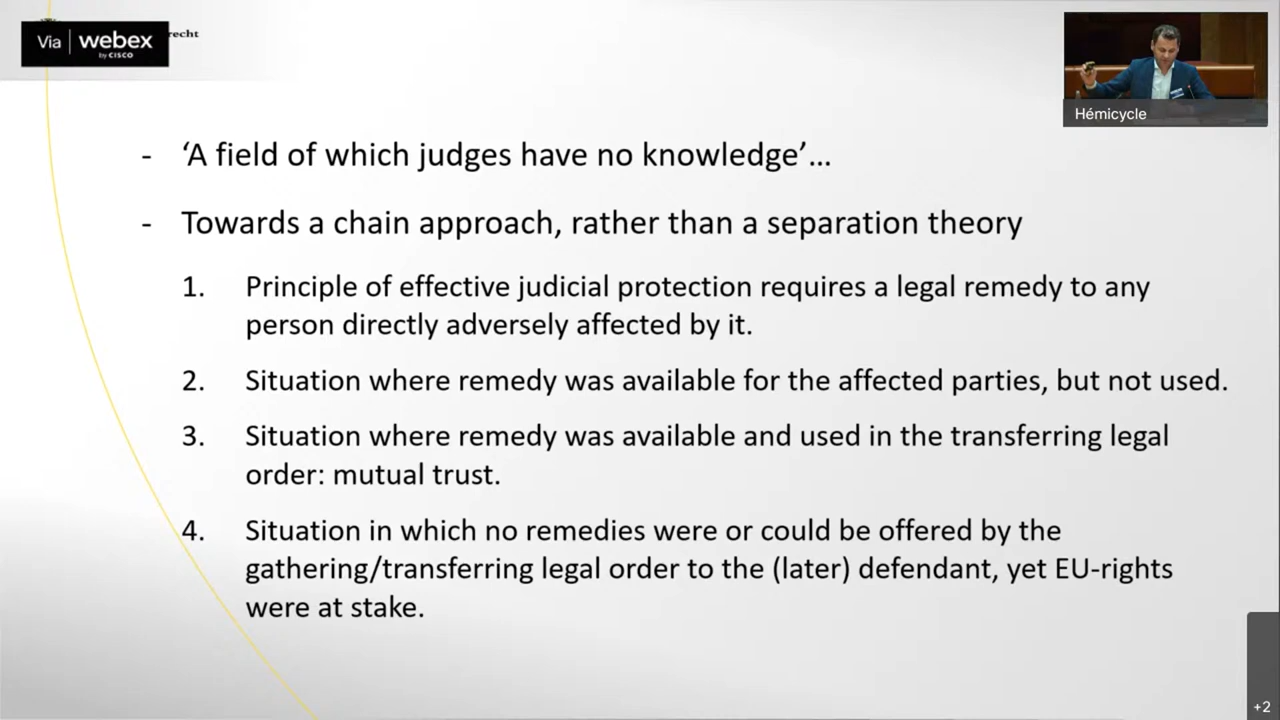 Via webex
by CISCO
recht
Hémicycle
- ‘A field of which judges have no knowledge’...
- Towards a chain approach, rather than a separation theory
1. Principle of effective judicial protection requires a legal remedy to any
person directly adversely affected by it.
2. Situation where remedy was available for the affected parties, but not used.
3. Situation where remedy was available and used in the transferring legal
order: mutual trust.
4. Situation in which no remedies were or could be offered by the
gathering/transferring legal order to the (later) defendant, yet EU-rights
were at stake.
+2